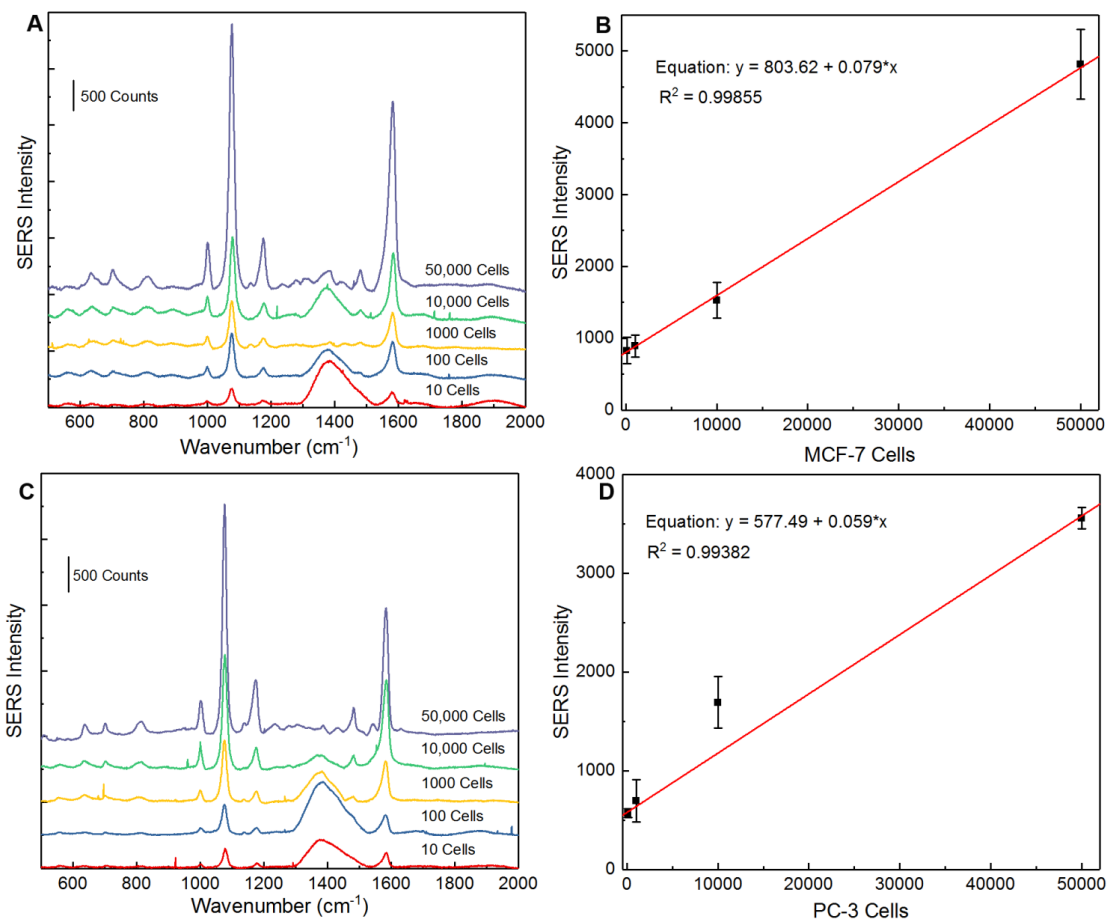 A
500 Counts
50,000 Cells
10,000 Cells
1000 Cells
100 Cells
10 Cells
SERS Intensity
600 800 1000 1200 1400 1600 1800 2000
Wavenumber (cm⁻¹)
B
Equation: y = 803.62 + 0.079*x
R² = 0.99855
5000
4000
3000
2000
1000
0
SERS Intensity
0 10000 20000 30000 40000 50000
MCF-7 Cells
C
500 Counts
50,000 Cells
10,000 Cells
1000 Cells
100 Cells
10 Cells
SERS Intensity
600 800 1000 1200 1400 1600 1800 2000
Wavenumber (cm⁻¹)
D
Equation: y = 577.49 + 0.059*x
R² = 0.99382
4000
3000
2000
1000
0
SERS Intensity
0 10000 20000 30000 40000 50000
PC-3 Cells